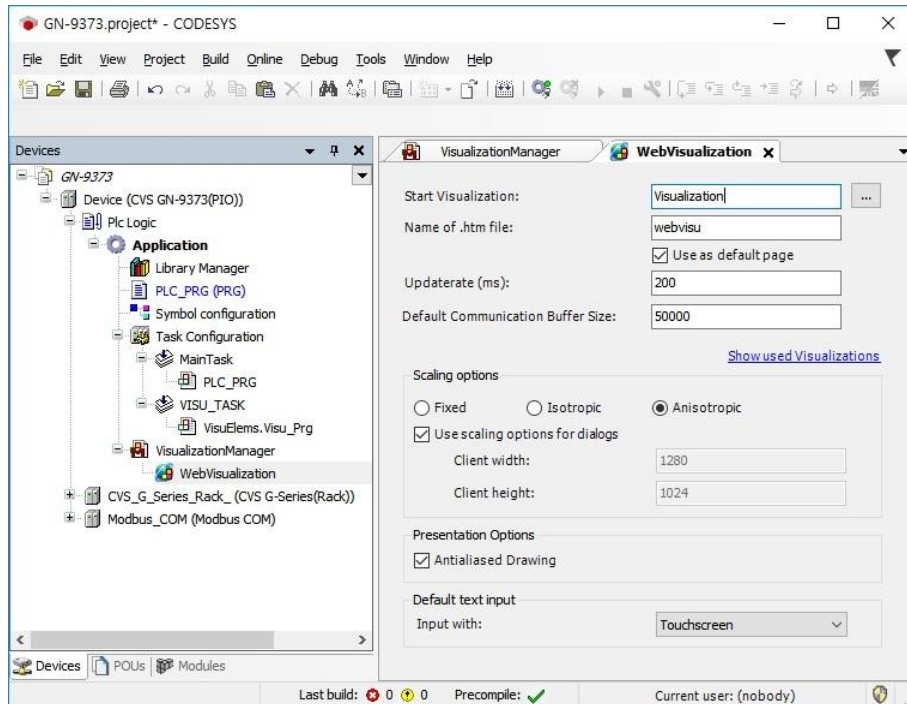 GN-9373.project* - CODESYS
File Edit View Project Build Online Debug Tools Window Help
Devices
GN-9373
Device (CVS GN-9373(PIO))
Plc Logic
Application
Library Manager
PLC_PRG (PRG)
Symbol configuration
Task Configuration
MainTask
PLC_PRG
VISU_TASK
VisuElems.Visu_Prg
VisualizationManager
WebVisualization
CVS_G_Series_Rack_ (CVS G-Series(Rack))
Modbus_COM (Modbus COM)
Devices POUs Modules
VisualizationManager WebVisualization
Start Visualization: Visualization ...
Name of .htm file: webvisu
Use as default page
Updaterate (ms): 200
Default Communication Buffer Size: 50000
Show used Visualizations
Scaling options
Fixed Isotropic Anisotropic
Use scaling options for dialogs
Client width: 1280
Client height: 1024
Presentation Options
Antialiased Drawing
Default text input
Input with: Touchscreen
Last build: 0 0 Precompile: Current user: (nobody)